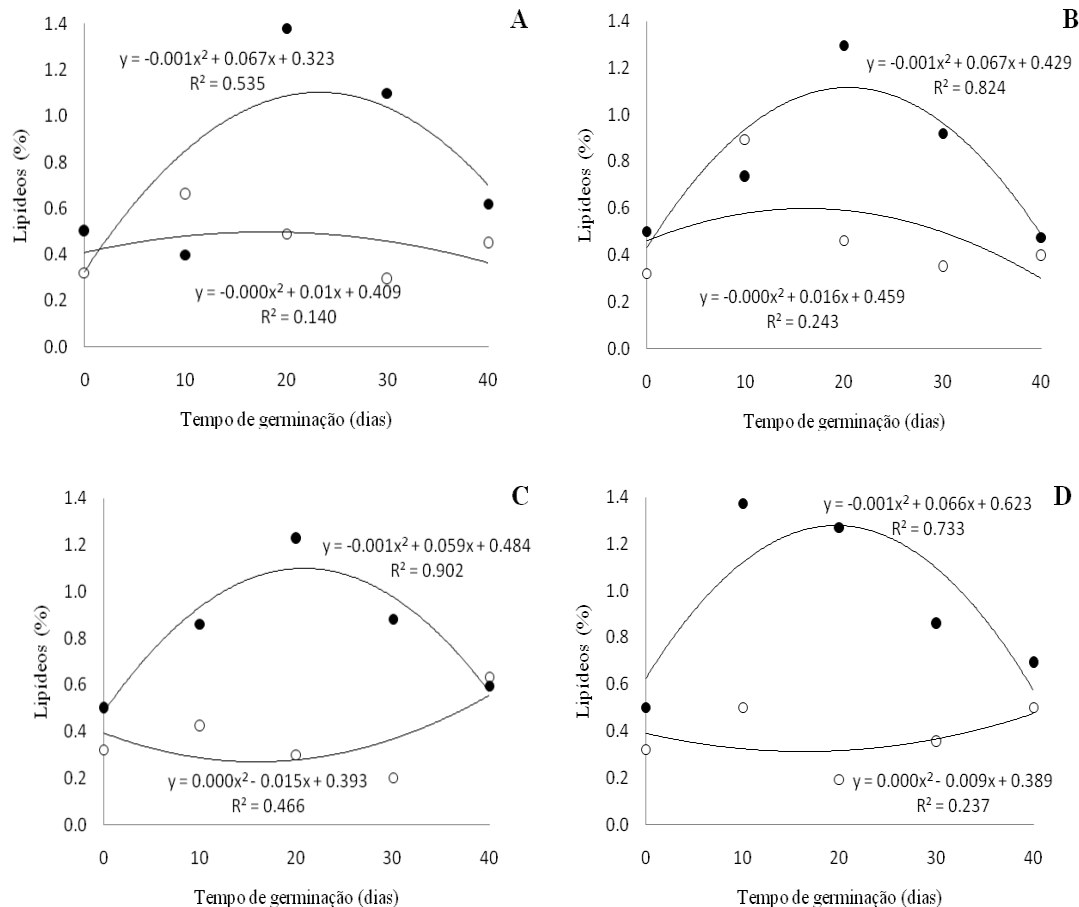 A
1.4
1.2
1.0
0.8
0.6
0.4
0.2
0.0
Lipídeos (%)
y = -0.001x² + 0.067x + 0.323
R² = 0.535
y = -0.000x² + 0.01x + 0.409
R² = 0.140
0 10 20 30 40
Tempo de germinação (dias)
B
1.4
1.2
1.0
0.8
0.6
0.4
0.2
0.0
Lipídeos (%)
y = -0.001x² + 0.067x + 0.429
R² = 0.824
y = -0.000x² + 0.016x + 0.459
R² = 0.243
0 10 20 30 40
Tempo de germinação (dias)
C
1.4
1.2
1.0
0.8
0.6
0.4
0.2
0.0
Lipídeos (%)
y = -0.001x² + 0.059x + 0.484
R² = 0.902
y = 0.000x² - 0.015x + 0.393
R² = 0.466
0 10 20 30 40
Tempo de germinação (dias)
D
1.4
1.2
1.0
0.8
0.6
0.4
0.2
0.0
Lipídeos (%)
y = -0.001x² + 0.066x + 0.623
R² = 0.733
y = 0.000x² - 0.009x + 0.389
R² = 0.237
0 10 20 30 40
Tempo de germinação (dias)